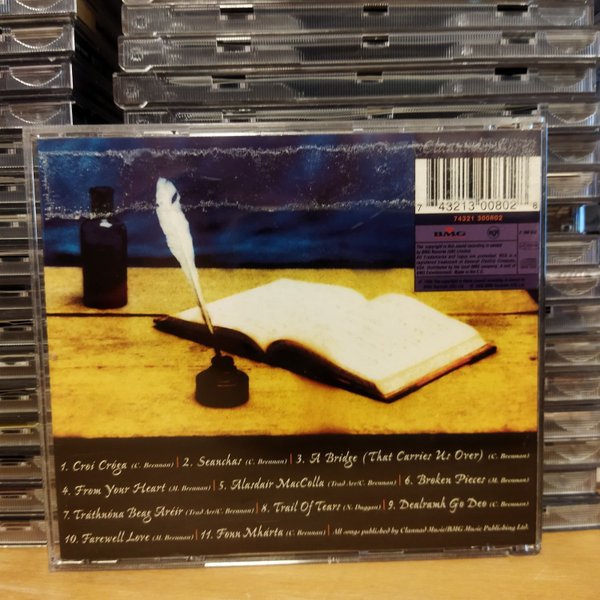 Clannad
7 43213 00802 8
74321 300802
BMG
RCA
1. Croí Cróga (C. Brennan) | 2. Seanchas (C. Brennan) | 3. A Bridge (That Carries Us Over) (C. Brennan)
4. From Your Heart (M. Brennan) | 5. Alasdair MacColla (Trad Arr/C. Brennan) | 6. Broken Pieces (M. Brennan)
7. Tráthnóna Beag Aréir (Trad Arr/C. Brennan) | 8. Trail Of Tears (N. Duggan) | 9. Dealramh Go Deo (C. Brennan)
10. Farewell Love (M. Brennan) | 11. Fonn Mhárta (C. Brennan) | All songs published by Clannad Music/BMG Music Publishing Ltd.